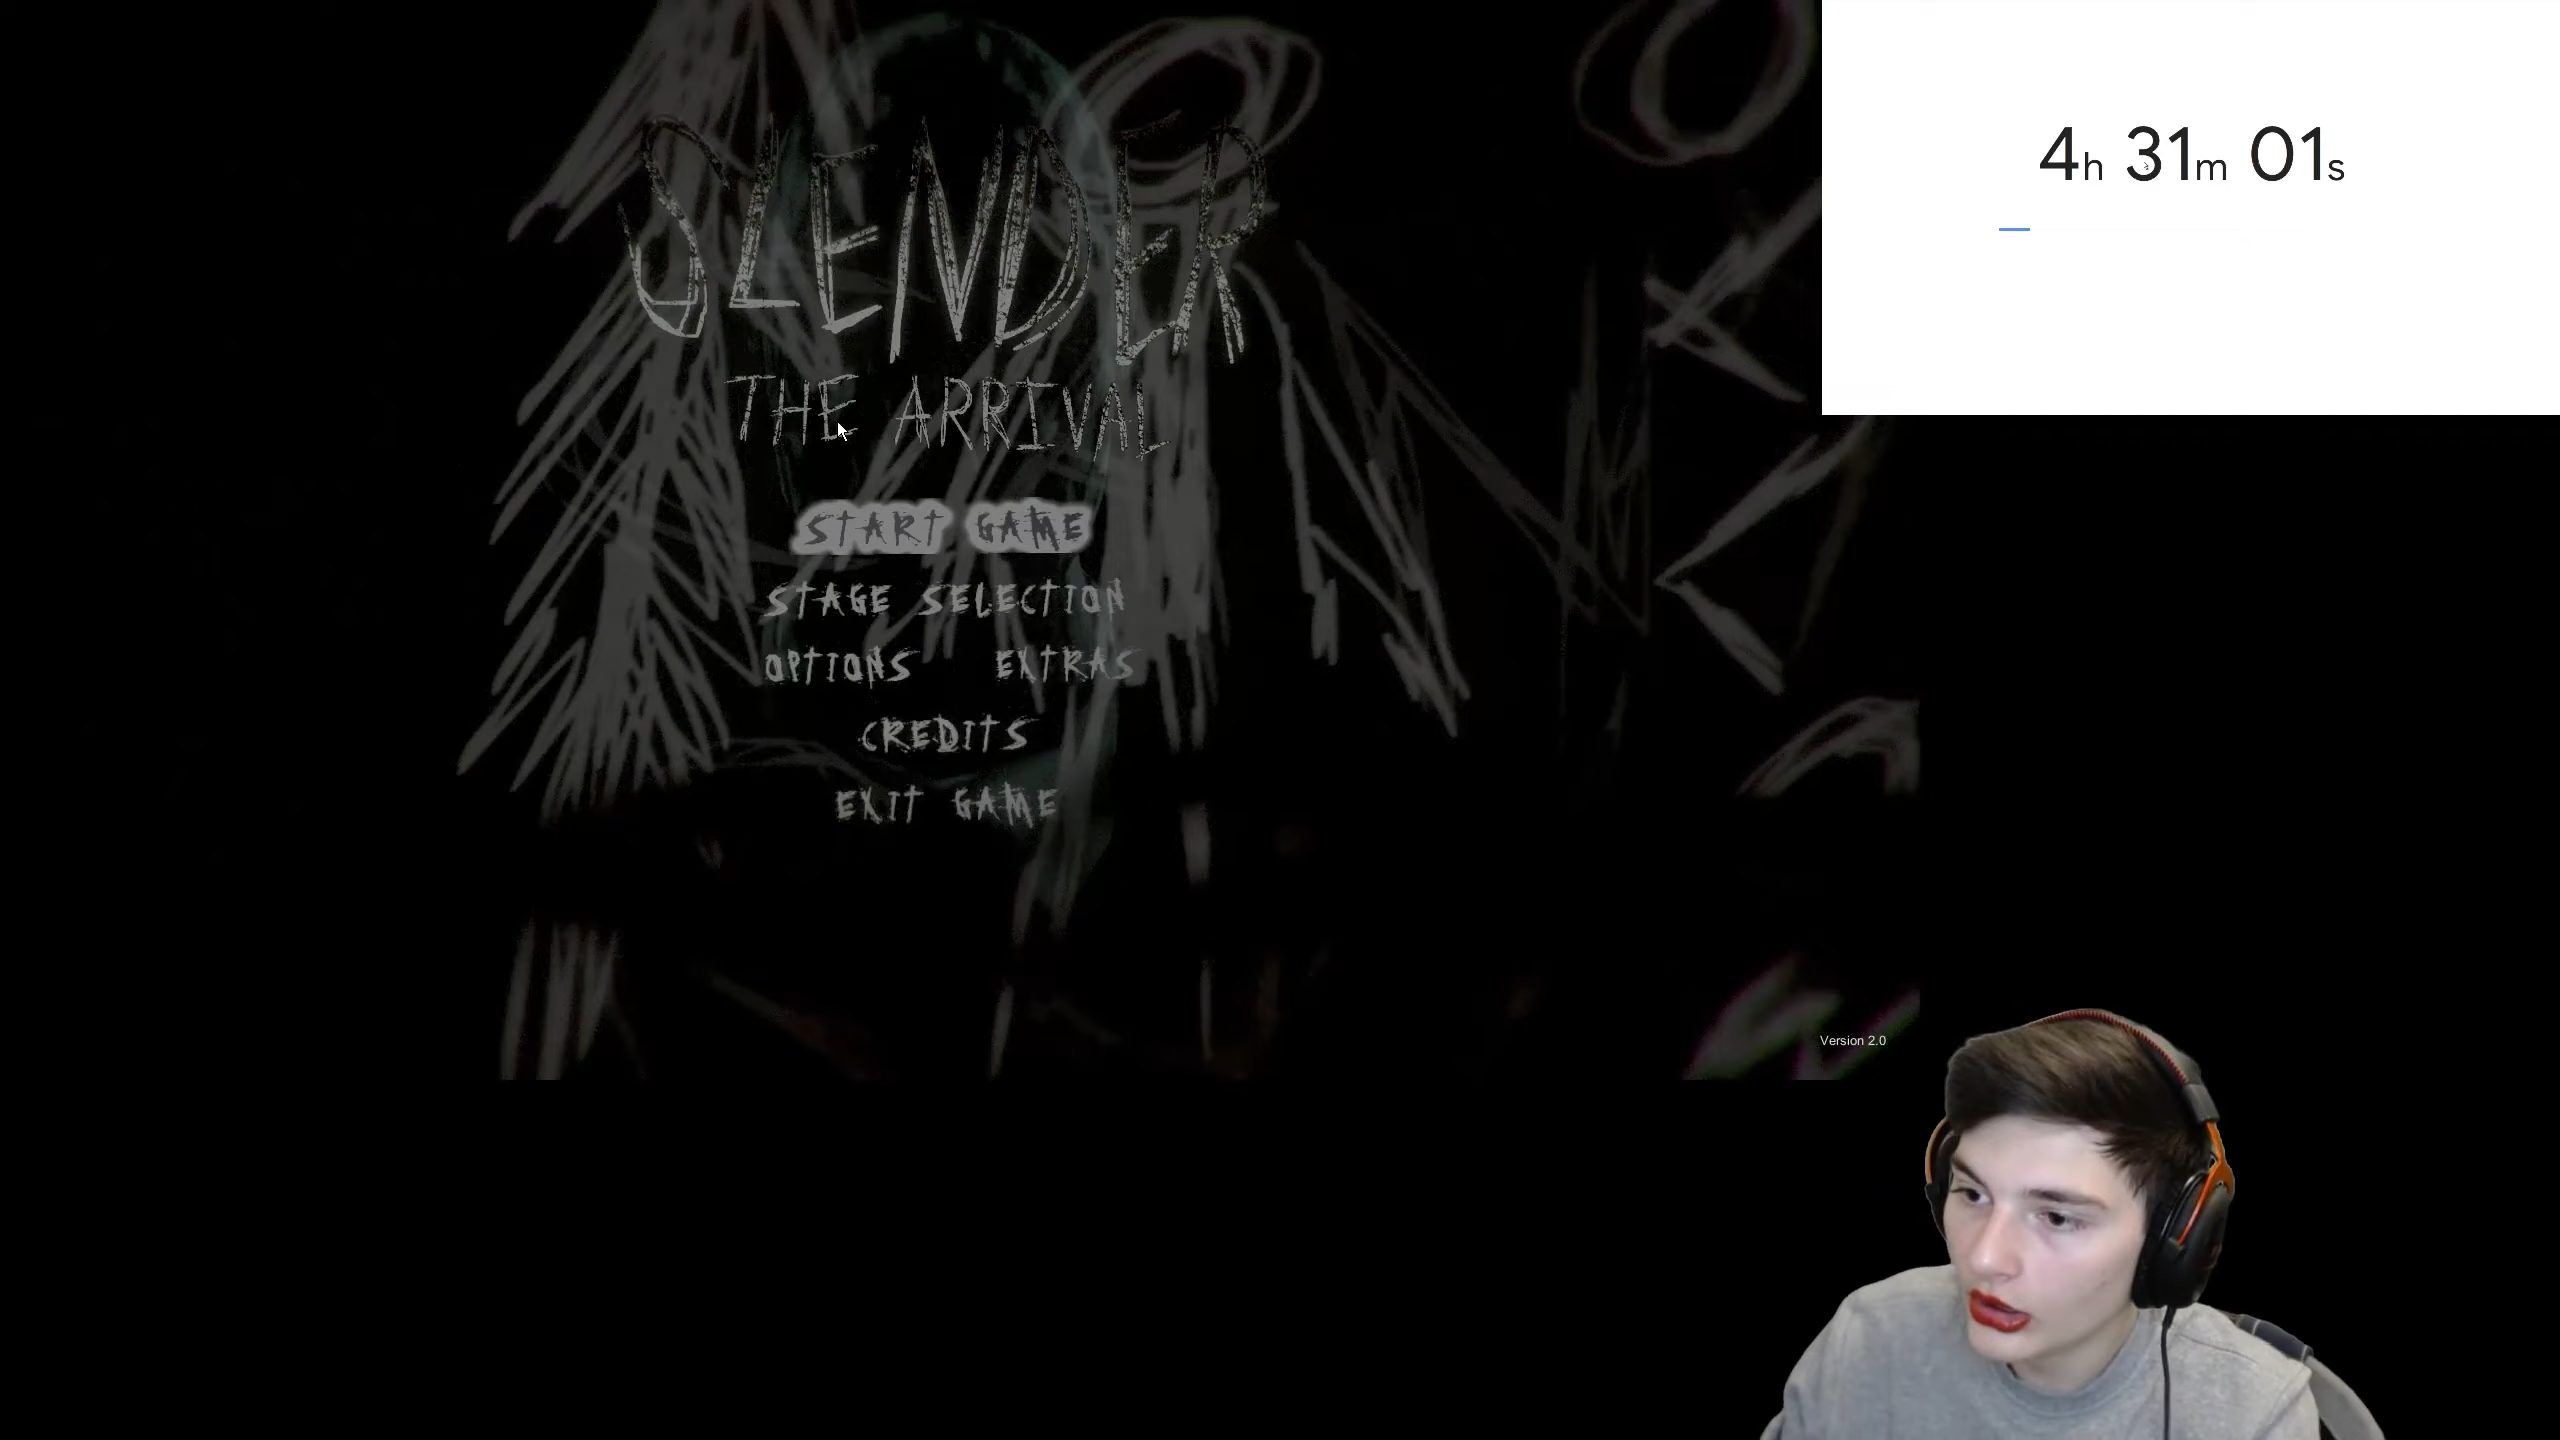 SLENDER
THE ARRIVAL
START GAME
STAGE SELECTION
OPTIONS EXTRAS
CREDITS
EXIT GAME
4h 31m 01s
Version 2.0